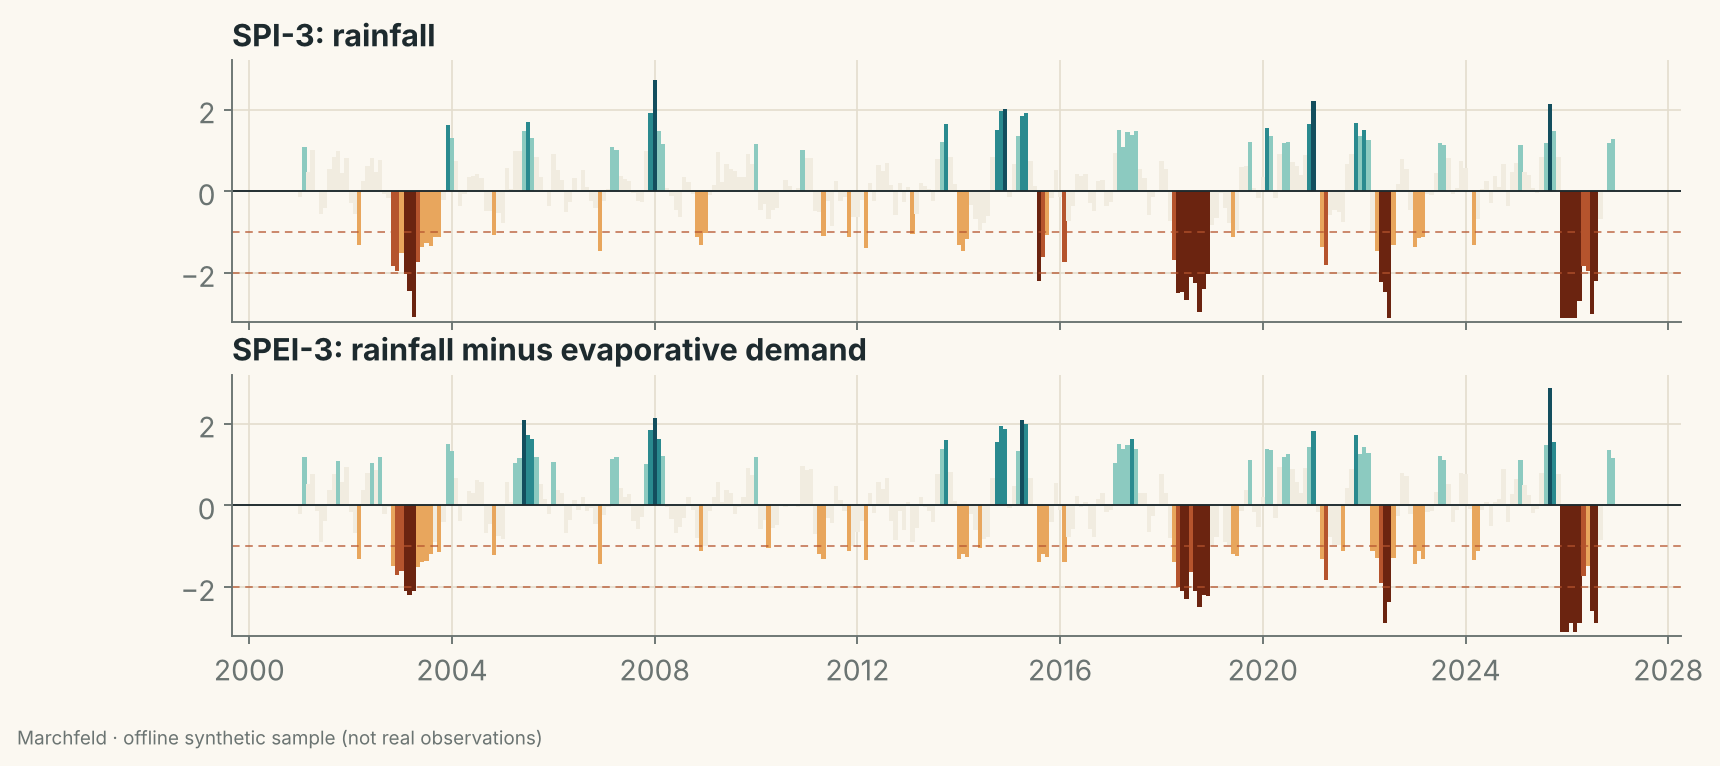 SPI-3: rainfall
2
0
−2
SPEI-3: rainfall minus evaporative demand
2
0
−2
2000 2004 2008 2012 2016 2020 2024 2028
Marchfeld · offline synthetic sample (not real observations)